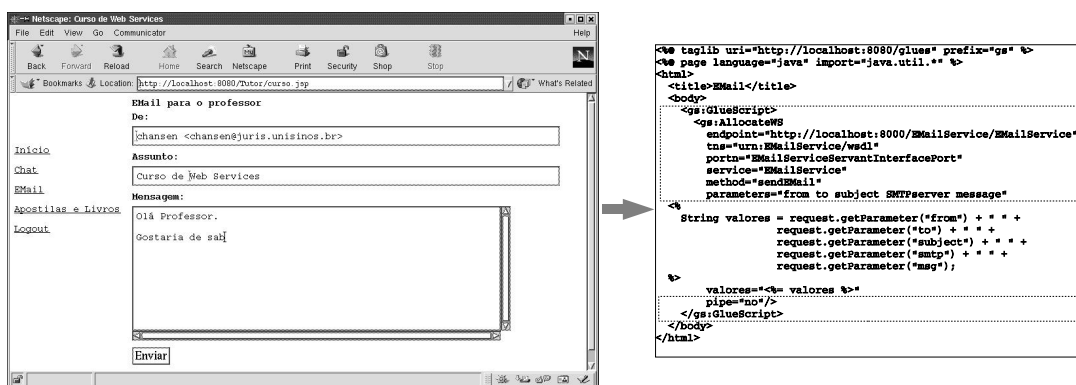 Netscape: Curso de Web Services
File Edit View Go Communicator Help
Back Forward Reload Home Search Netscape Print Security Shop Stop
N
Bookmarks Location: http://localhost:8080/Tutor/curso.jsp What's Related
EMail para o professor
De:
chansen <chansen@juris.unisinos.br>
Assunto:
Curso de Web Services
Mensagem:
Olá Professor.
Gostaria de sab
Enviar
Início
Chat
EMail
Apostilas e Livros
Logout
<%@ taglib uri="http://localhost:8080/glues" prefix="gs" %>
<%@ page language="java" import="java.util.*" %>
<html>
<title>EMail</title>
<body>
<gs:GlueScript>
<gs:AllocateWS
endpoint="http://localhost:8000/EMailService/EMailService"
tns="urn:EMailService/wsdl"
portn="EMailServiceServantInterfacePort"
service="EMailService"
method="sendEMail"
parameters="from to subject SMTPserver message"
<%
String valores = request.getParameter("from") + " " +
request.getParameter("to") + " " +
request.getParameter("subject") + " " +
request.getParameter("smtp") + " " +
request.getParameter("msg");
%>
valores="<%= valores %>"
pipe="no"/>
</gs:GlueScript>
</body>
</html>